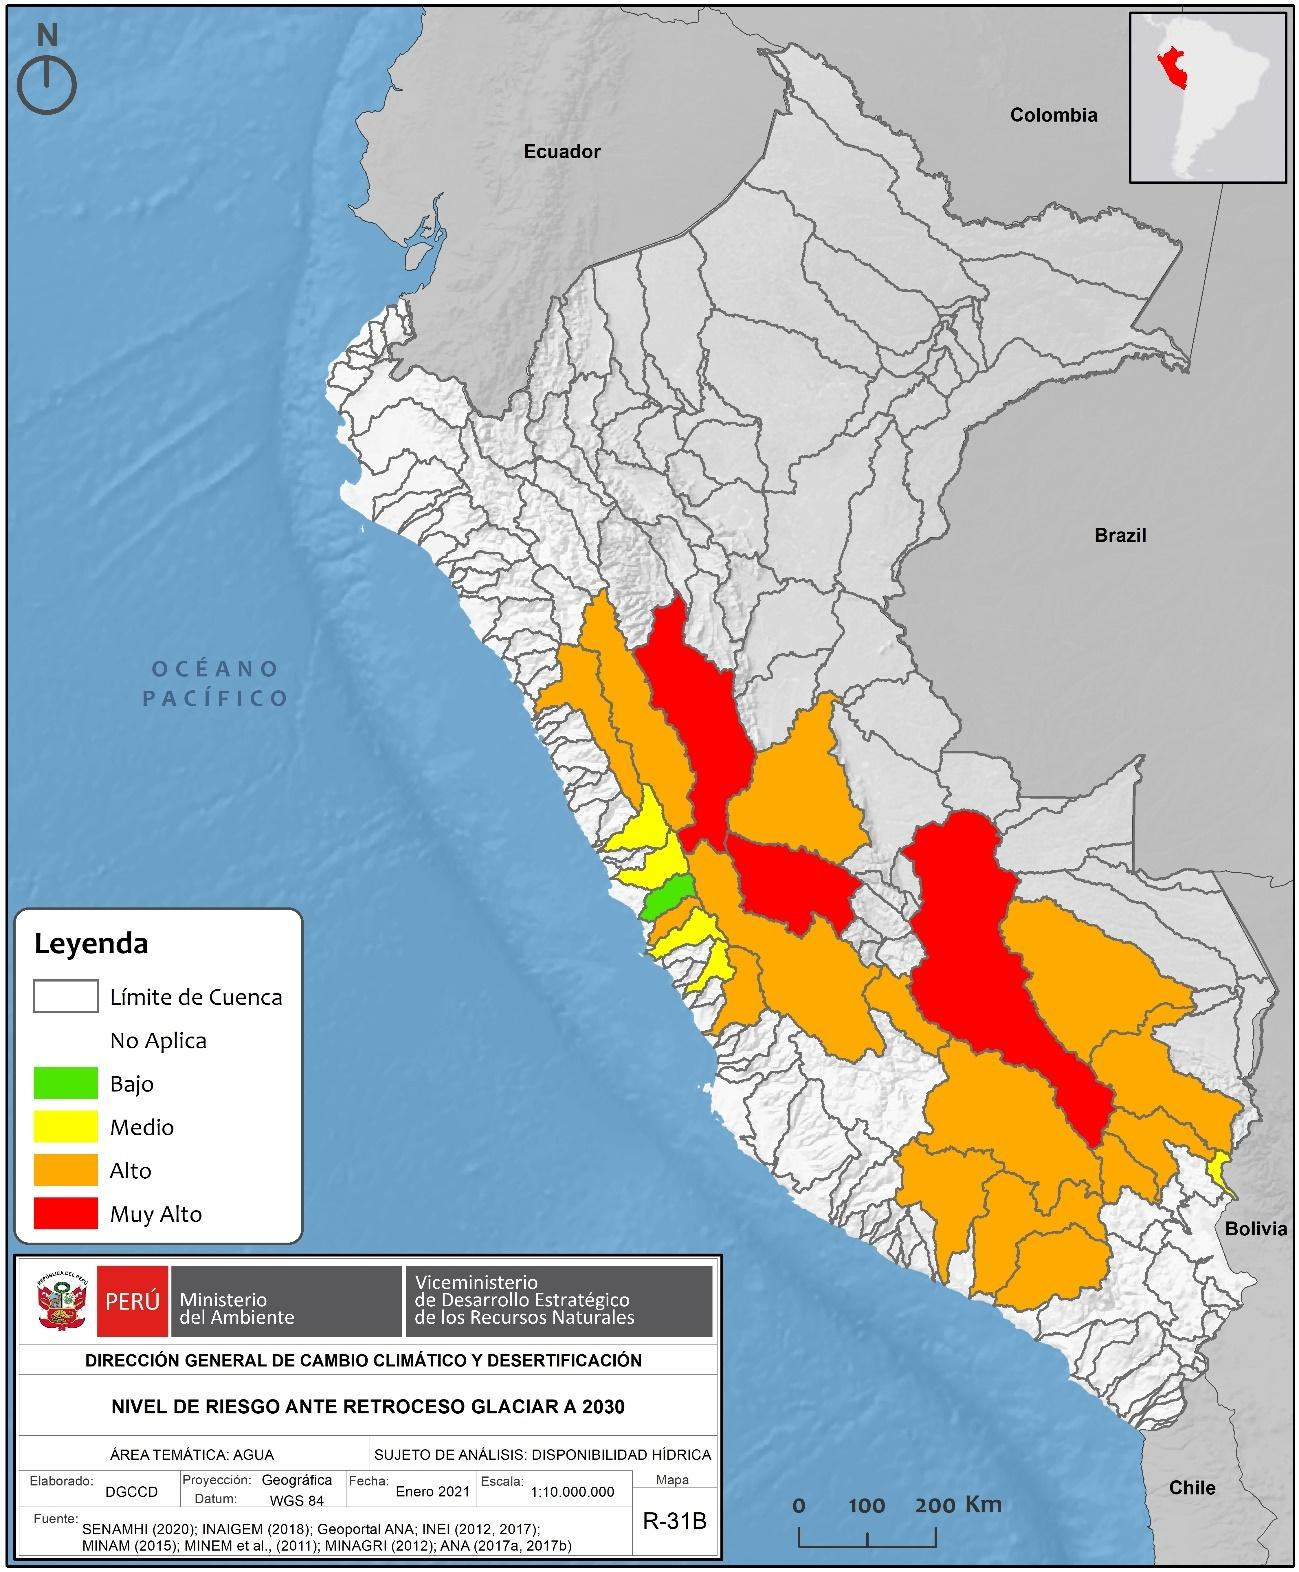 N
Colombia
Ecuador
Brazil
OCÉANO
PACÍFICO
Leyenda
Límite de Cuenca
No Aplica
Bajo
Medio
Alto
Muy Alto
Bolivia
Chile
0 100 200 Km
REPÚBLICA DEL PERÚ
PERÚ
Ministerio
del Ambiente
Viceministerio
de Desarrollo Estratégico
de los Recursos Naturales
DIRECCIÓN GENERAL DE CAMBIO CLIMÁTICO Y DESERTIFICACIÓN
NIVEL DE RIESGO ANTE RETROCESO GLACIAR A 2030
ÁREA TEMÁTICA: AGUA
SUJETO DE ANÁLISIS: DISPONIBILIDAD HÍDRICA
Elaborado: DGCCD
Proyección: Geográfica
Datum: WGS 84
Fecha: Enero 2021
Escala: 1:10.000.000
Mapa
R-31B
Fuente: SENAMHI (2020); INAIGEM (2018); Geoportal ANA; INEI (2012, 2017);
MINAM (2015); MINEM et al., (2011); MINAGRI (2012); ANA (2017a, 2017b)